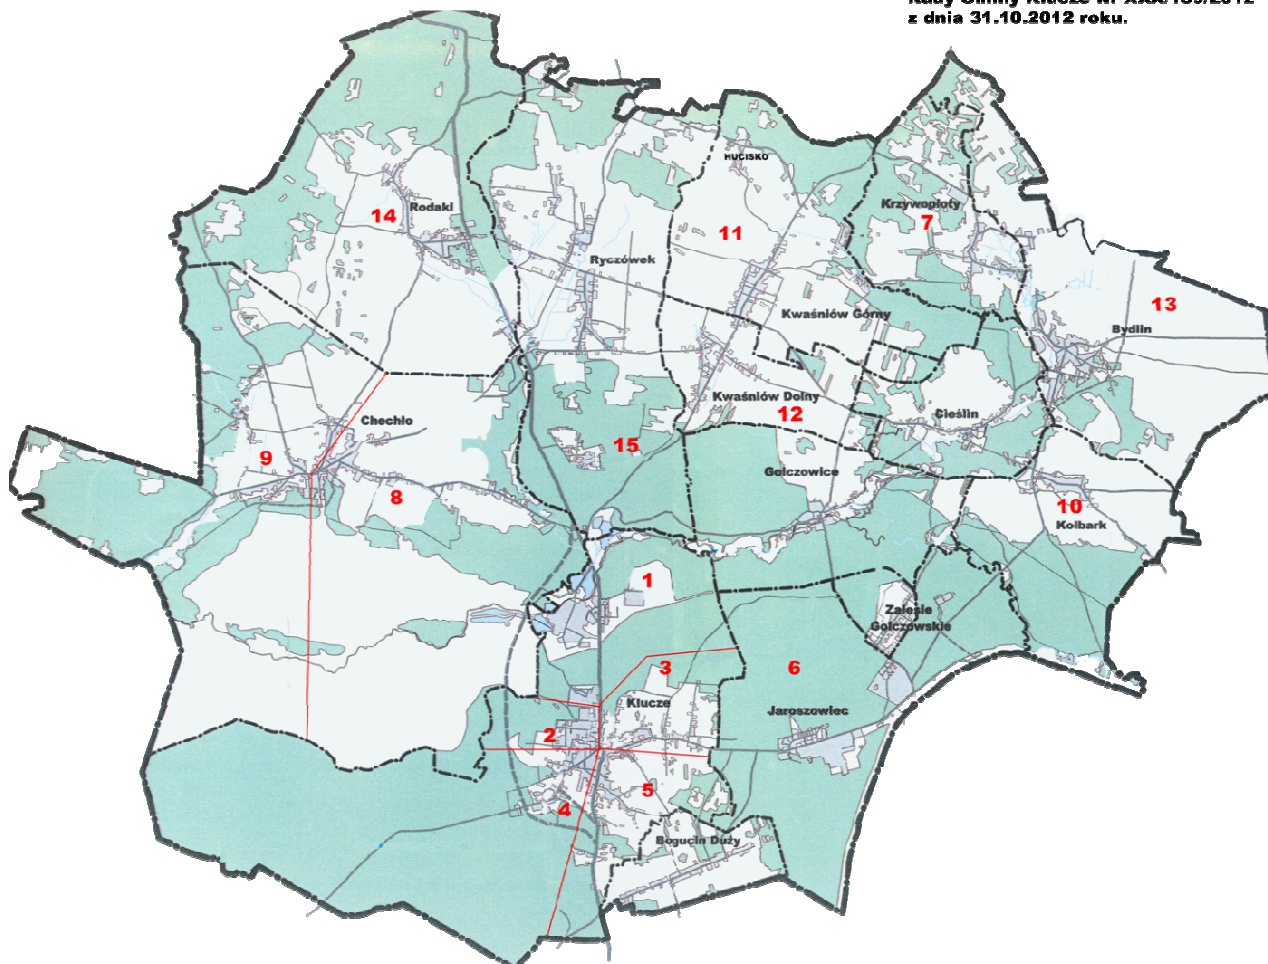 z dnia 31.10.2012 roku.
HUCISKO
Rodaki
14
Krzywopłoty
7
11
Ryczówek
13
Kwaśniów Górny
Bydlin
Kwaśniów Dolny
12
Cieślin
Chechło
9
15
Golczowice
8
10
Kolbark
1
Zalesie
Golczowskie
3
6
Klucze
Jaroszowiec
2
5
4
Bogucin Duży